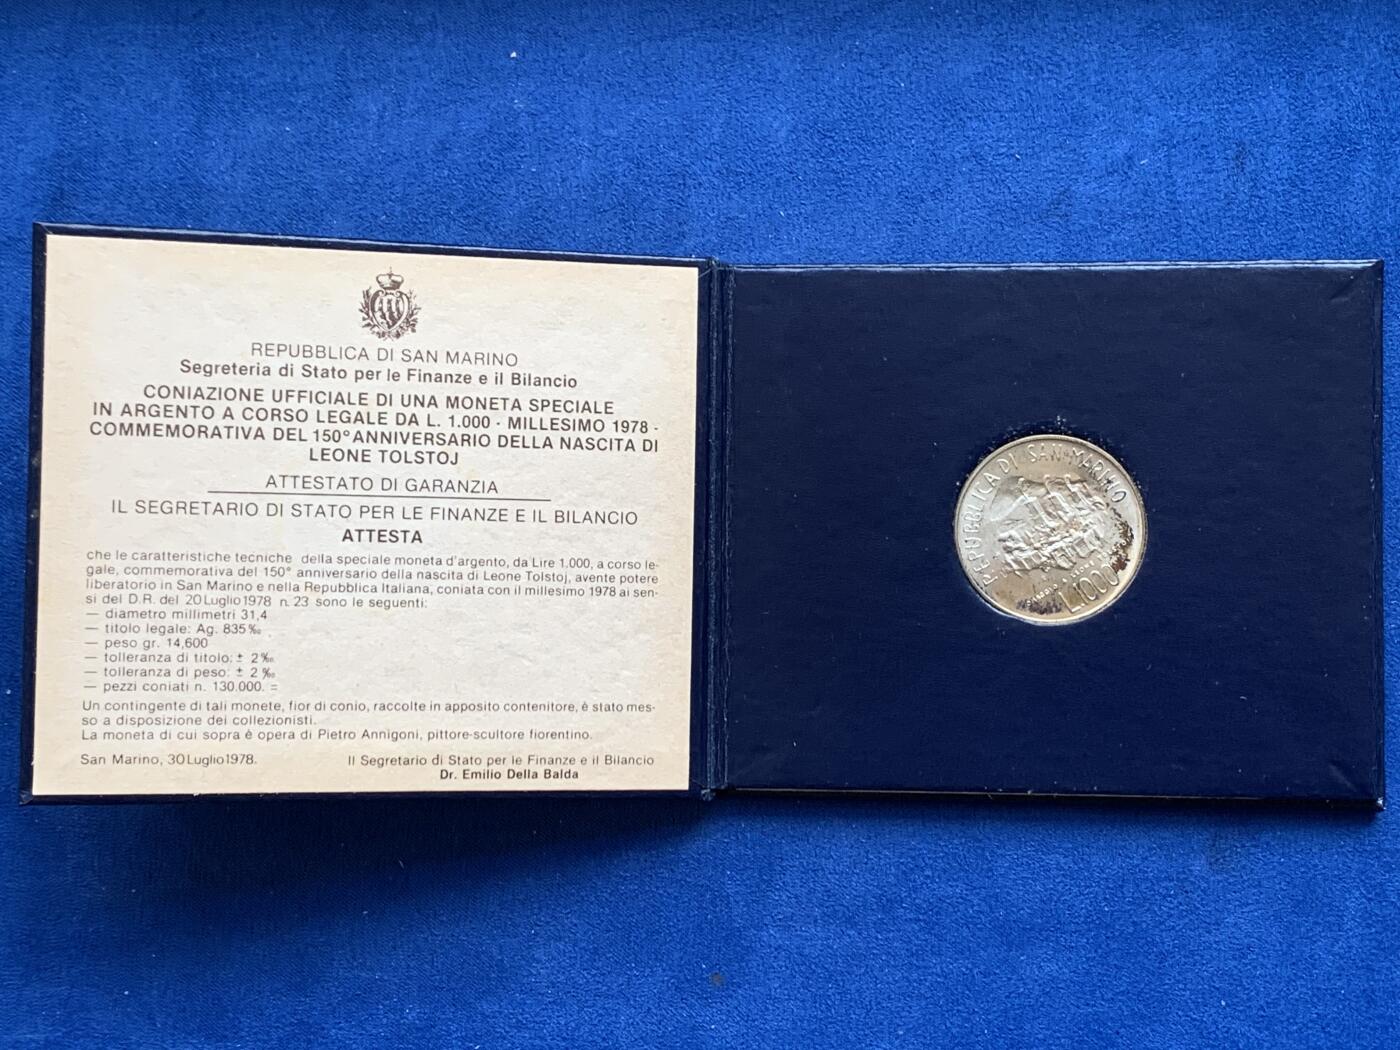 REPUBBLICA DI SAN MARINO
Segreteria di Stato per le Finanze e il Bilancio
CONIAZIONE UFFICIALE DI UNA MONETA SPECIALE
IN ARGENTO A CORSO LEGALE DA L. 1.000 - MILLESIMO 1978 -
COMMEMORATIVA DEL 150° ANNIVERSARIO DELLA NASCITA DI
LEONE TOLSTOJ
ATTESTATO DI GARANZIA
IL SEGRETARIO DI STATO PER LE FINANZE E IL BILANCIO
ATTESTA
che le caratteristiche tecniche della speciale moneta d'argento, da Lire 1.000, a corso le-
gale, commemorativa del 150° anniversario della nascita di Leone Tolstoj, avente potere
liberatorio in San Marino e nella Repubblica Italiana, coniata con il millesimo 1978 ai sen-
si del D.R. del 20 Luglio 1978 n. 23 sono le seguenti:
— diametro millimetri 31,4
— titolo legale: Ag. 835‰
— peso gr. 14,600
— tolleranza di titolo: ± 2‰
— tolleranza di peso: ± 2‰
— pezzi coniati n. 130.000. =
Un contingente di tali monete, fior di conio, raccolte in apposito contenitore, è stato mes-
so a disposizione dei collezionisti.
La moneta di cui sopra è opera di Pietro Annigoni, pittore-scultore fiorentino.
San Marino, 30 Luglio 1978.
Il Segretario di Stato per le Finanze e il Bilancio
Dr. Emilio Della Balda
REPUBBLICA DI SAN MARINO
L.1000